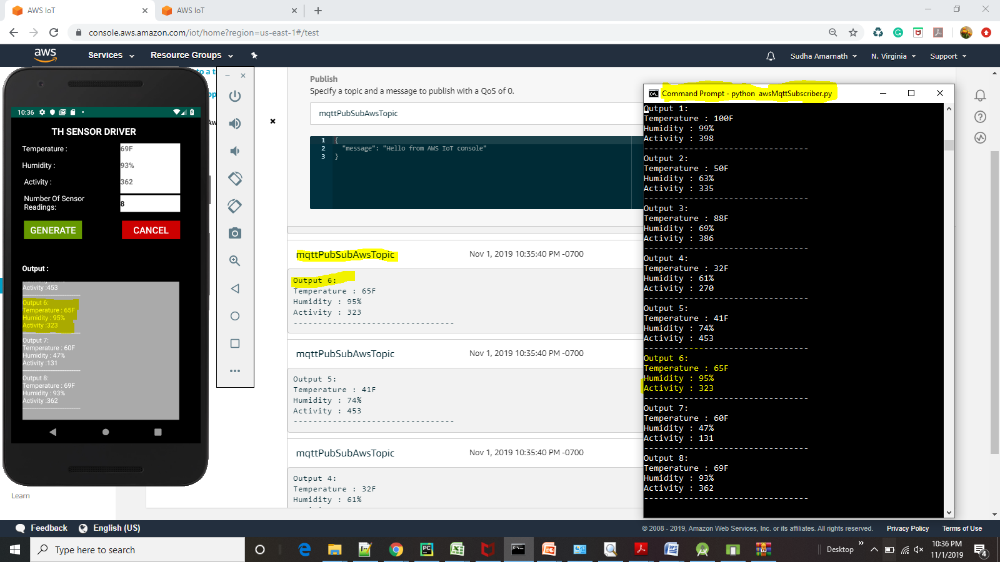 AWS IoT
AWS IoT
console.aws.amazon.com/iot/home?region=us-east-1#/test
aws
Services
Resource Groups
Sudha Amarnath
N. Virginia
Support
10:36
TH SENSOR DRIVER
Temperature :
69F
Humidity :
93%
Activity :
362
Number Of Sensor
Readings:
8
GENERATE
CANCEL
Output :
Activity :453
Output 6:
Temperature : 65F
Humidity : 95%
Activity :323
Output 7:
Temperature : 60F
Humidity : 47%
Activity :131
Output 8:
Temperature : 69F
Humidity : 93%
Activity :362
Learn
Publish
Specify a topic and a message to publish with a QoS of 0.
mqttPubSubAwsTopic
1 {
2 "message": "Hello from AWS IoT console"
3 }
mqttPubSubAwsTopic
Nov 1, 2019 10:35:40 PM -0700
Output 6:
Temperature : 65F
Humidity : 95%
Activity : 323
---------------------------------
mqttPubSubAwsTopic
Nov 1, 2019 10:35:40 PM -0700
Output 5:
Temperature : 41F
Humidity : 74%
Activity : 453
---------------------------------
mqttPubSubAwsTopic
Nov 1, 2019 10:35:40 PM -0700
Output 4:
Temperature : 32F
Humidity : 61%
Command Prompt - python awsMqttSubscriber.py
Output 1:
Temperature : 100F
Humidity : 99%
Activity : 398
---------------------------------
Output 2:
Temperature : 50F
Humidity : 63%
Activity : 335
---------------------------------
Output 3:
Temperature : 88F
Humidity : 69%
Activity : 386
---------------------------------
Output 4:
Temperature : 32F
Humidity : 61%
Activity : 270
---------------------------------
Output 5:
Temperature : 41F
Humidity : 74%
Activity : 453
---------------------------------
Output 6:
Temperature : 65F
Humidity : 95%
Activity : 323
---------------------------------
Output 7:
Temperature : 60F
Humidity : 47%
Activity : 131
---------------------------------
Output 8:
Temperature : 69F
Humidity : 93%
Activity : 362
---------------------------------
Feedback
English (US)
© 2008 - 2019, Amazon Web Services, Inc. or its affiliates. All rights reserved.
Privacy Policy
Terms of Use
Type here to search
Desktop
10:36 PM
11/1/2019
4